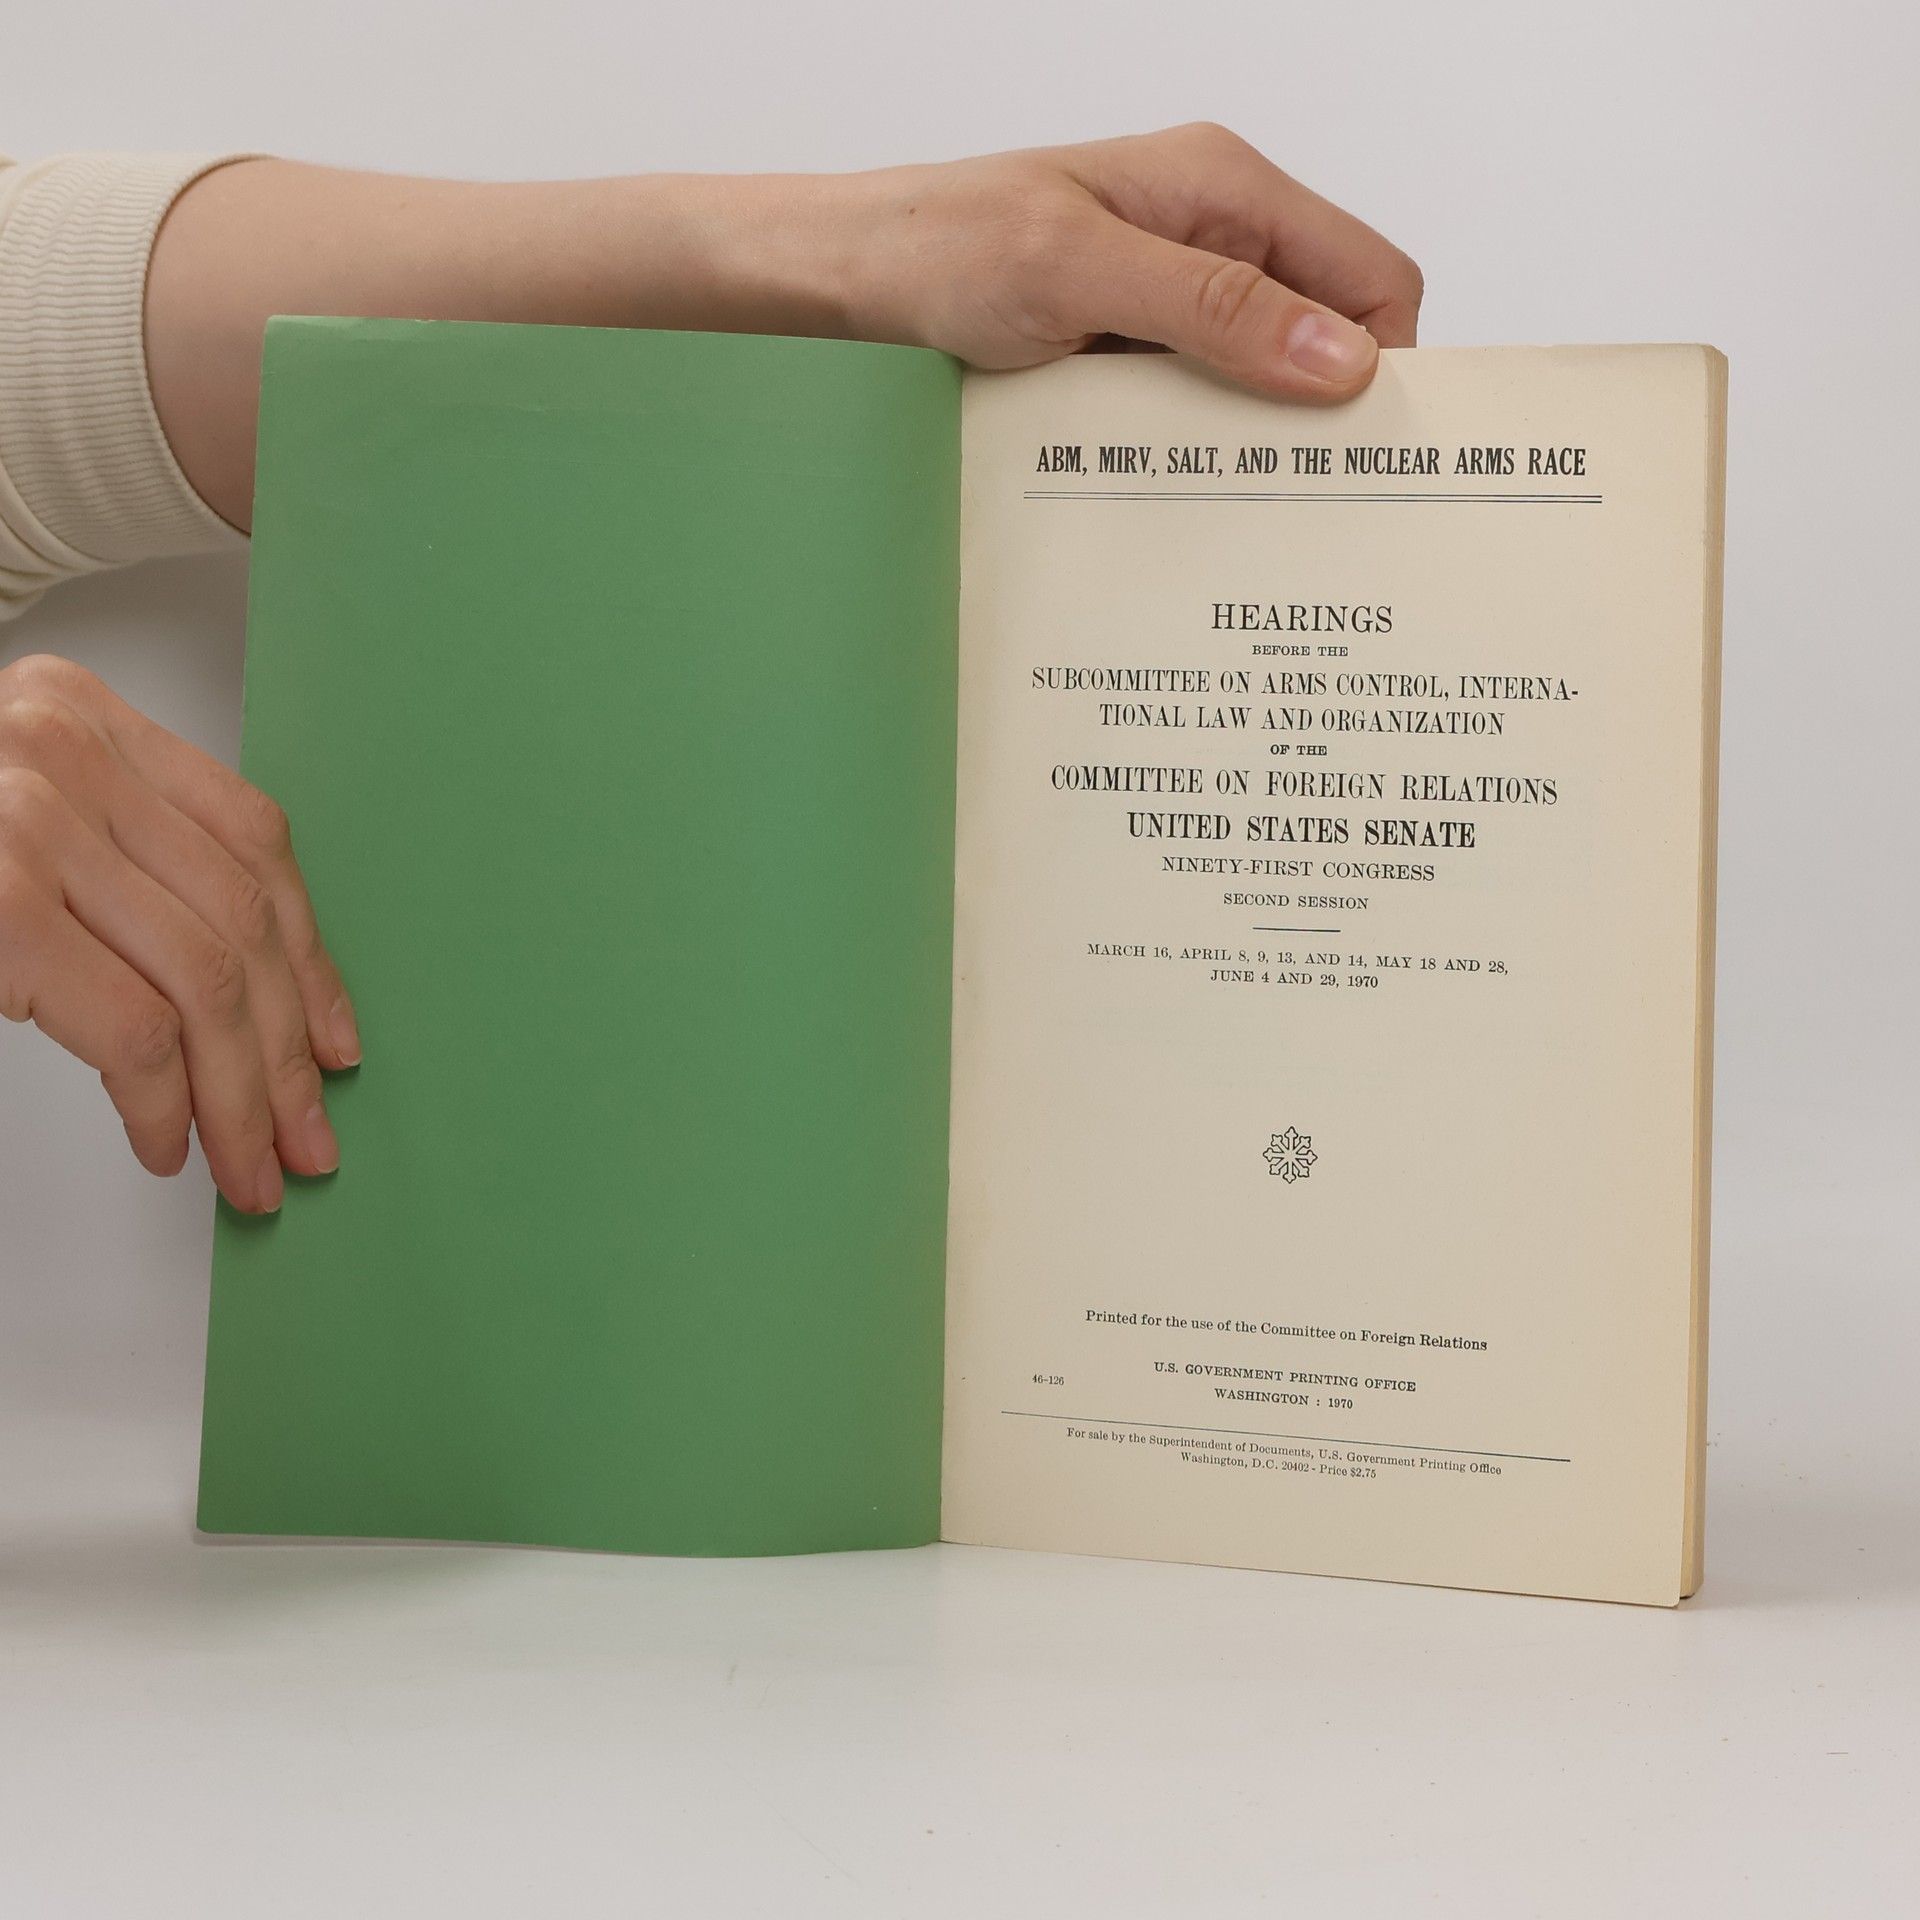 ABM, MIRV, SALT, AND THE NUCLEAR ARMS RACE
HEARINGS
BEFORE THE
SUBCOMMITTEE ON ARMS CONTROL, INTERNA-
TIONAL LAW AND ORGANIZATION
OF THE
COMMITTEE ON FOREIGN RELATIONS
UNITED STATES SENATE
NINETY-FIRST CONGRESS
SECOND SESSION
MARCH 16, APRIL 8, 9, 13, AND 14, MAY 18 AND 28,
JUNE 4 AND 29, 1970
Printed for the use of the Committee on Foreign Relations
U.S. GOVERNMENT PRINTING OFFICE
46-126
WASHINGTON : 1970
For sale by the Superintendent of Documents, U.S. Government Printing Office
Washington, D.C. 20402 - Price $2.75